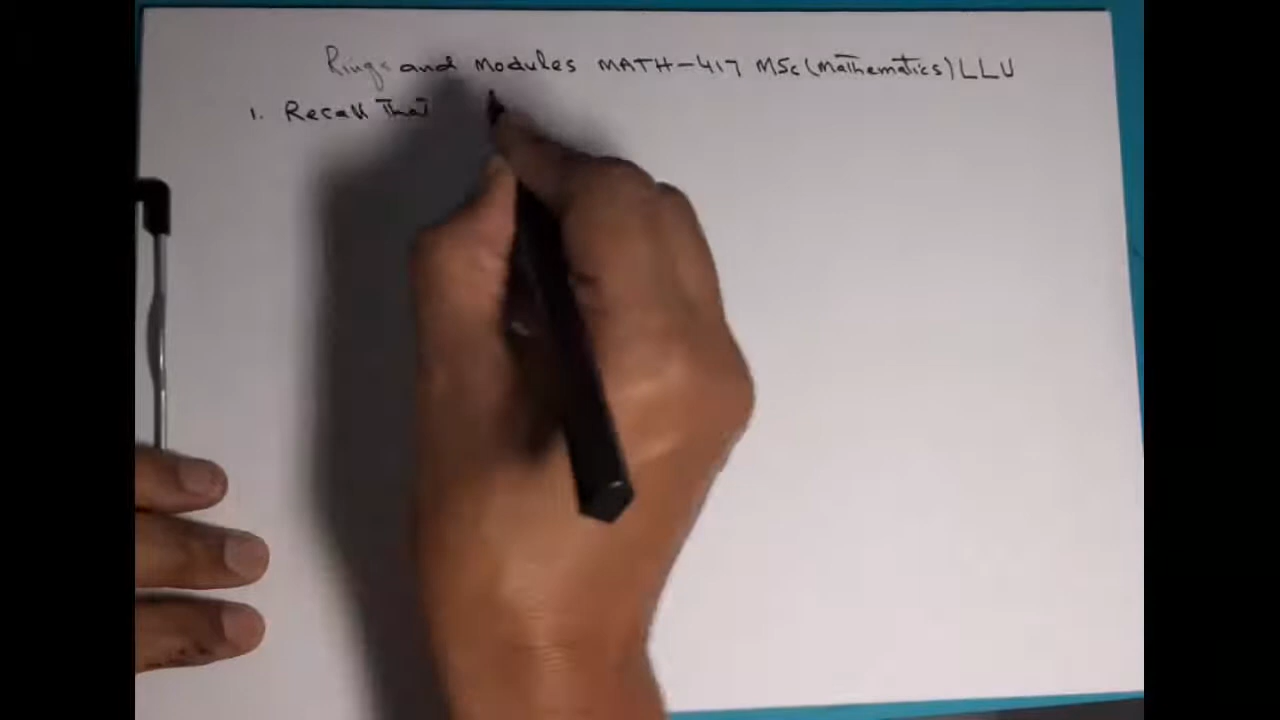 Rings and Modules MATH-417 MSc (Mathematics) LLU
1. Recall that